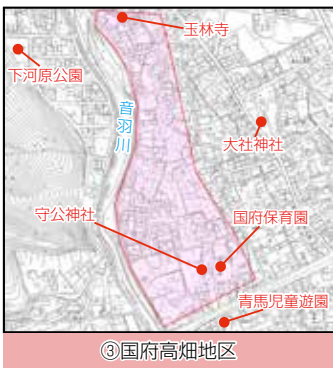 玉林寺
下河原公園
音羽川
大社神社
守公神社
国府保育園
青馬児童遊園
③国府高畑地区